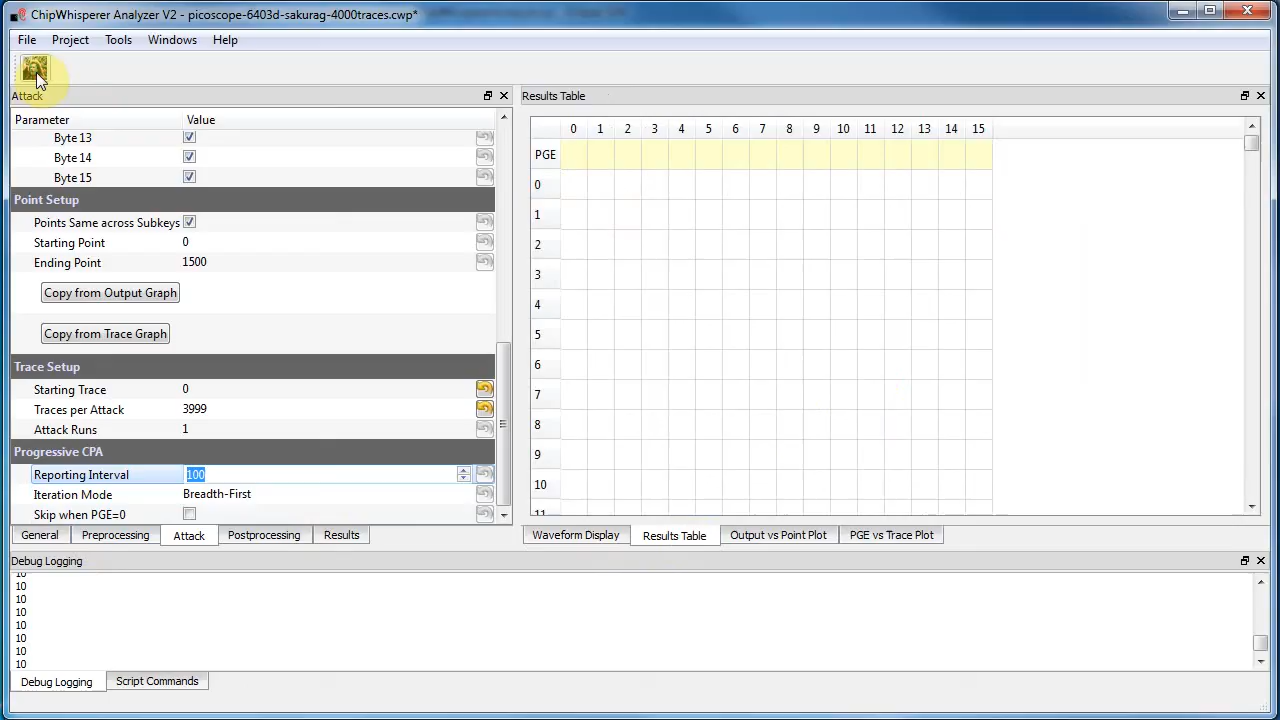 ChipWhisperer Analyzer V2 - picoscope-6403d-sakurag-4000traces.cwp*
File Project Tools Windows Help
Attack
Parameter Value
Byte 13
Byte 14
Byte 15
Point Setup
Points Same across Subkeys
Starting Point 0
Ending Point 1500
Copy from Output Graph
Copy from Trace Graph
Trace Setup
Starting Trace 0
Traces per Attack 3999
Attack Runs 1
Progressive CPA
Reporting Interval 100
Iteration Mode Breadth-First
Skip when PGE=0
General Preprocessing Attack Postprocessing Results
Results Table
0 1 2 3 4 5 6 7 8 9 10 11 12 13 14 15
PGE
0
1
2
3
4
5
6
7
8
9
10
11
Waveform Display Results Table Output vs Point Plot PGE vs Trace Plot
Debug Logging
10
10
10
10
10
10
10
10
Debug Logging Script Commands